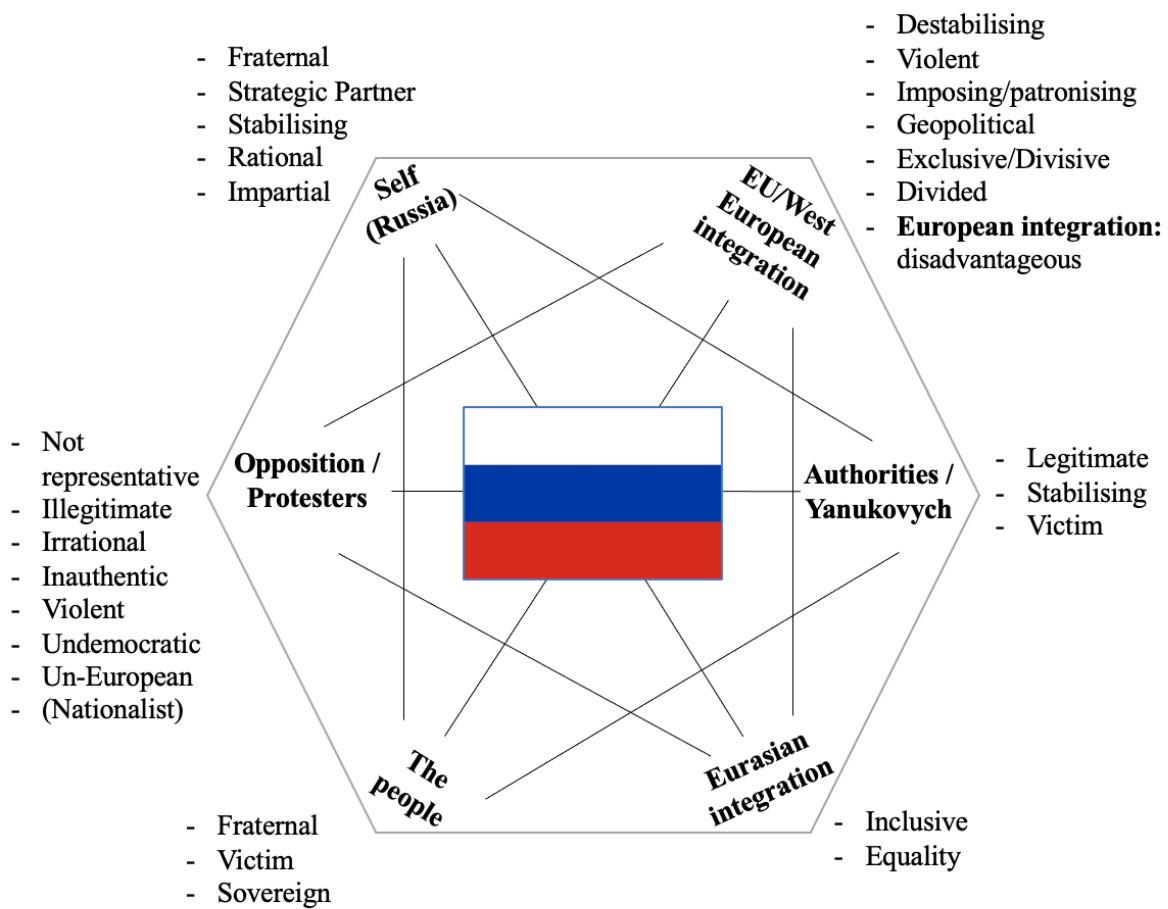 - Fraternal
- Strategic Partner
- Stabilising
- Rational
- Impartial
Self
(Russia)
- Destabilising
- Violent
- Imposing/patronising
- Geopolitical
- Exclusive/Divisive
- Divided
- European integration:
disadvantageous
EU/West
European
integration
- Not
representative
- Illegitimate
- Irrational
- Inauthentic
- Violent
- Undemocratic
- Un-European
- (Nationalist)
Opposition /
Protesters
Authorities /
Yanukovych
- Legitimate
- Stabilising
- Victim
The
people
- Fraternal
- Victim
- Sovereign
Eurasian
integration
- Inclusive
- Equality